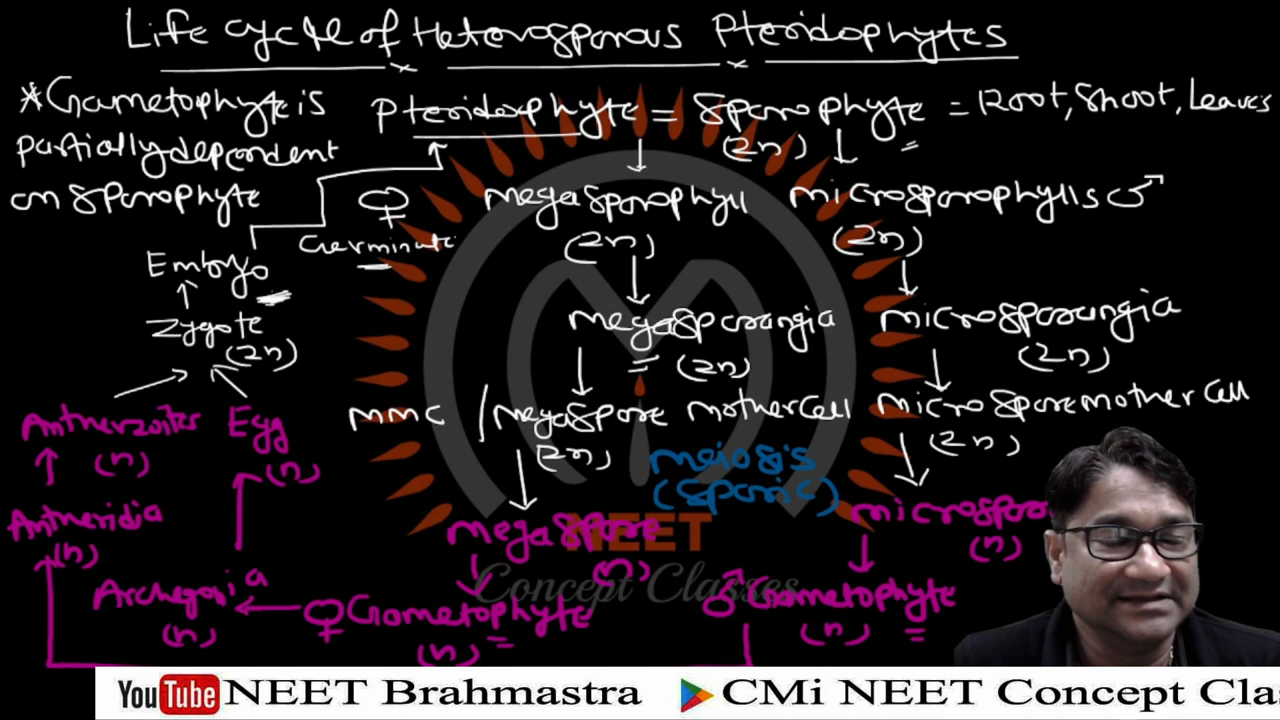 Life cycle of Heterosporous Pteridophytes
*Gametophyte is
partially dependent
on sporophyte
Pteridophyte = Sporophyte = Root, Shoot, Leaves
(2n)
♀ megasporophyll microsporophylls ♂
(2n) (2n)
Germinate
Embryo
Zygote
(2n)
megasporangia microsporangia
(2n) (2n)
MMC / megaspore mother cell microspore mother cell
(2n) (2n)
Antherzoites Egg
(n) (n)
meiosis
(sporic)
megaspore
(n)
microspo
(n)
Antheridia
(n)
NEET
Concept Classes
Archegonia
(n)
♀ Gametophyte
(n)
♂ Gametophyte
(n)
YouTube NEET Brahmastra CMi NEET Concept Cla